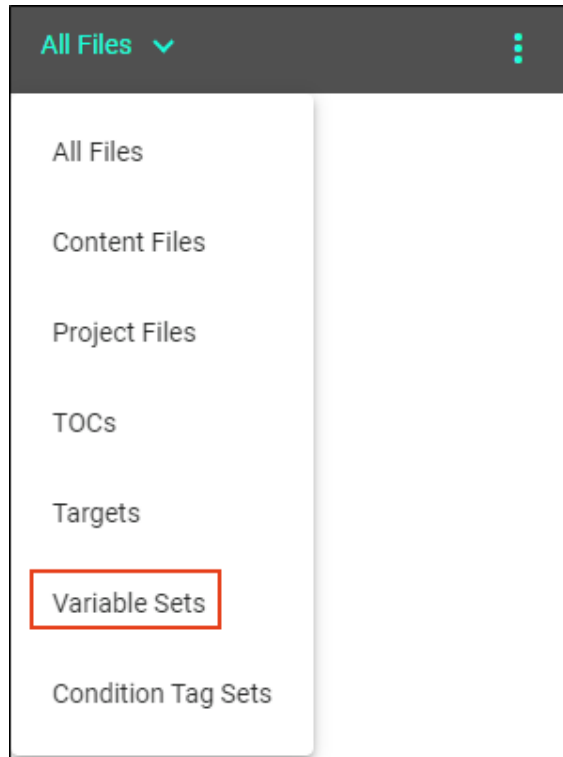 All Files
All Files
Content Files
Project Files
TOCs
Targets
Variable Sets
Condition Tag Sets